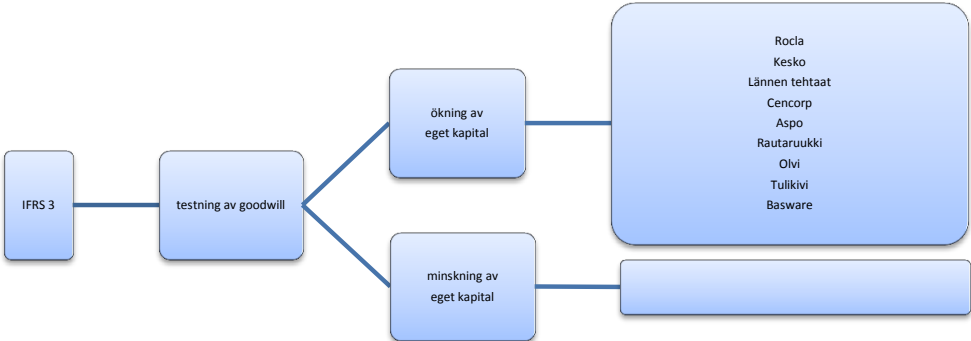 IFRS 3
testning av goodwill
ökning av
eget kapital
Rocla
Kesko
Lännen tehtaat
Cencorp
Aspo
Rautaruukki
Olvi
Tulikivi
Basware
minskning av
eget kapital